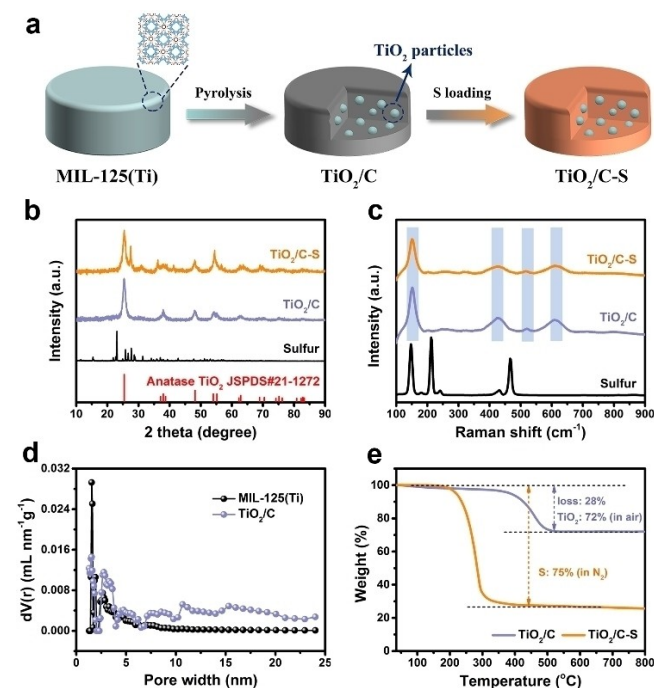 a
TiO2 particles
Pyrolysis
S loading
MIL-125(Ti)
TiO2/C
TiO2/C-S
b
Intensity (a.u.)
TiO2/C-S
TiO2/C
Sulfur
Anatase TiO2 JSPDS#21-1272
10 20 30 40 50 60 70 80 90
2 theta (degree)
c
Intensity (a.u.)
TiO2/C-S
TiO2/C
Sulfur
100 200 300 400 500 600 700 800 900
Raman shift (cm-1)
d
dV(r) (mL nm-1g-1)
0.032
0.024
0.016
0.008
0.000
MIL-125(Ti)
TiO2/C
0 5 10 15 20 25
Pore width (nm)
e
Weight (%)
120
100
80
60
40
20
0
loss: 28%
TiO2: 72% (in air)
S: 75% (in N2)
TiO2/C
TiO2/C-S
200 400 600 800
Temperature (oC)